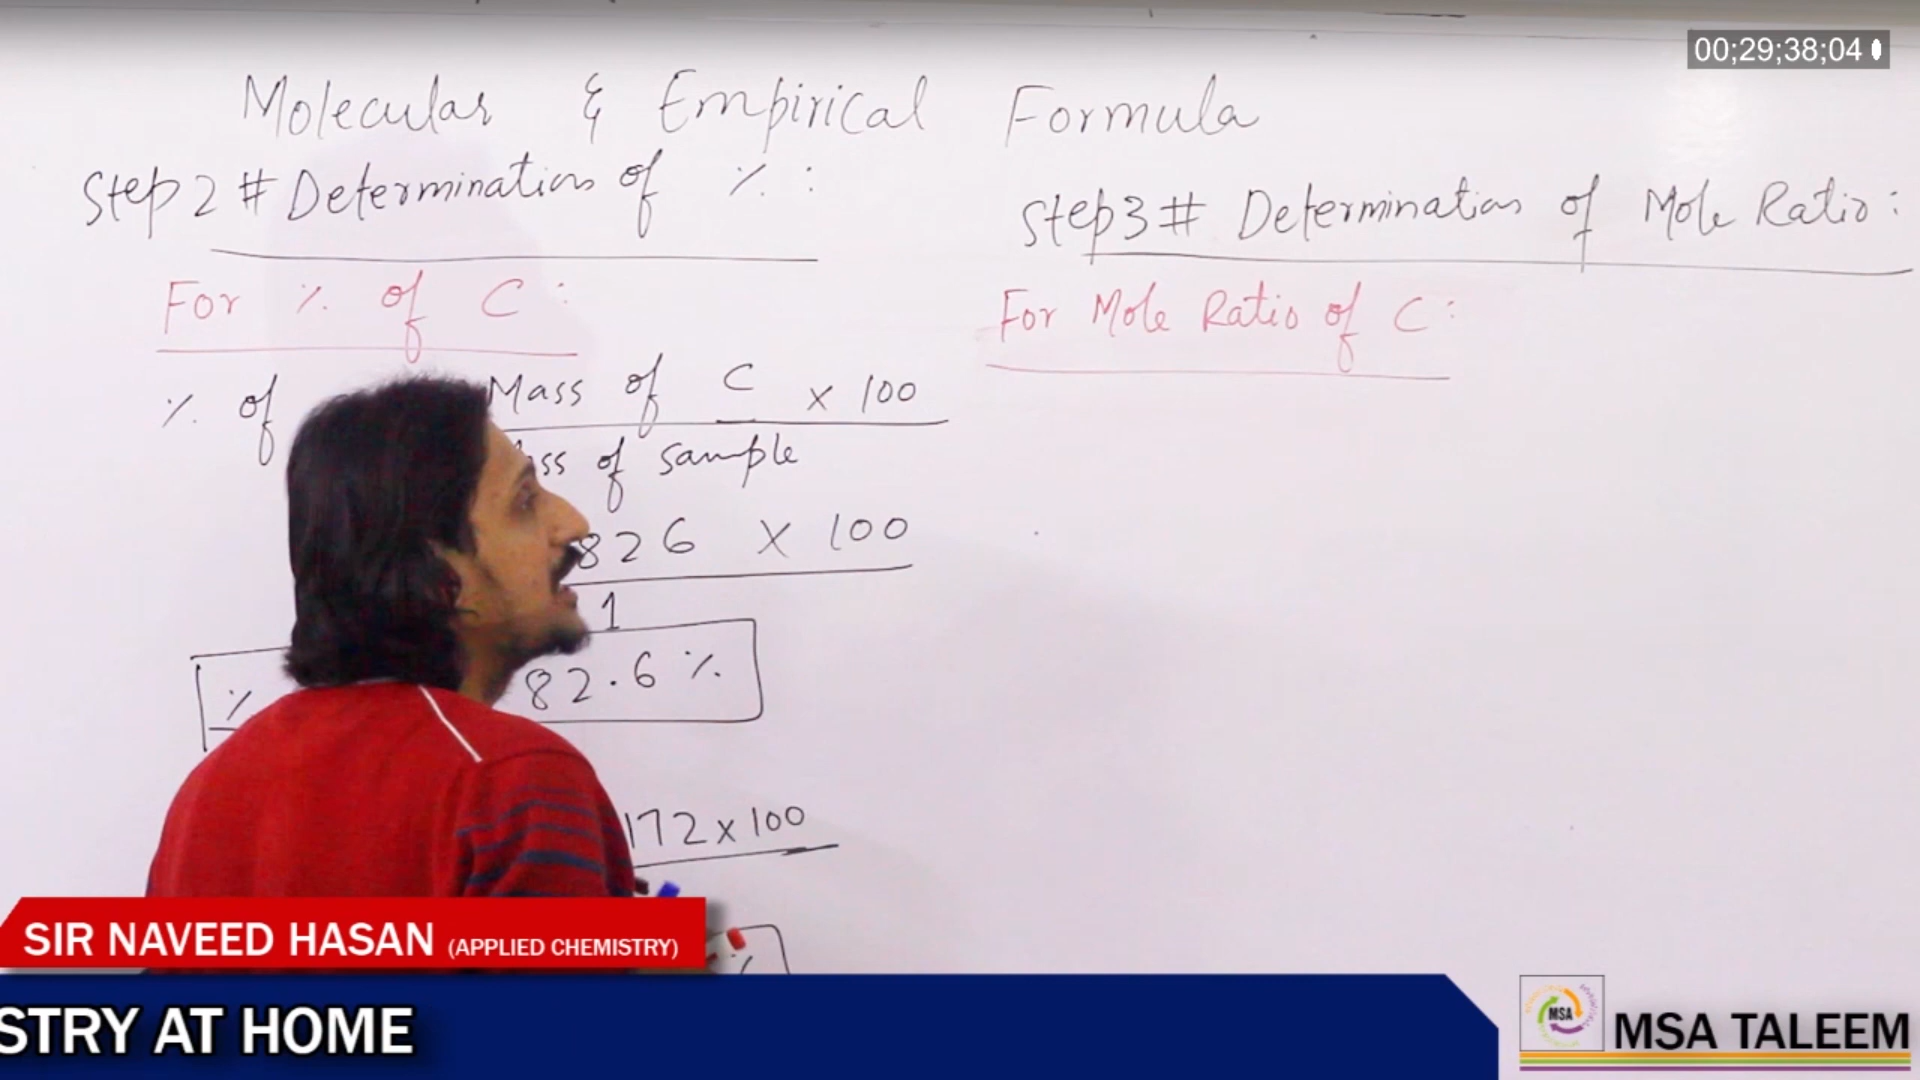 00;29;38;04
Molecular & Empirical Formula
Step 2 # Determination of % :
For % of C :
% of Mass of C x 100
of sample
826 x 100
1
% 82.6 %
172 x 100
Step 3 # Determination of Mole Ratio :
For Mole Ratio of C :
SIR NAVEED HASAN (APPLIED CHEMISTRY)
STRY AT HOME
MSA
MSA TALEEM